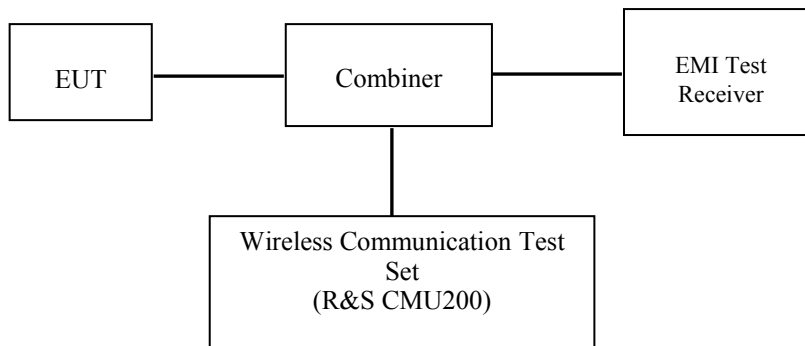 EUT
Combiner
EMI Test
Receiver
Wireless Communication Test
Set
(R&S CMU200)